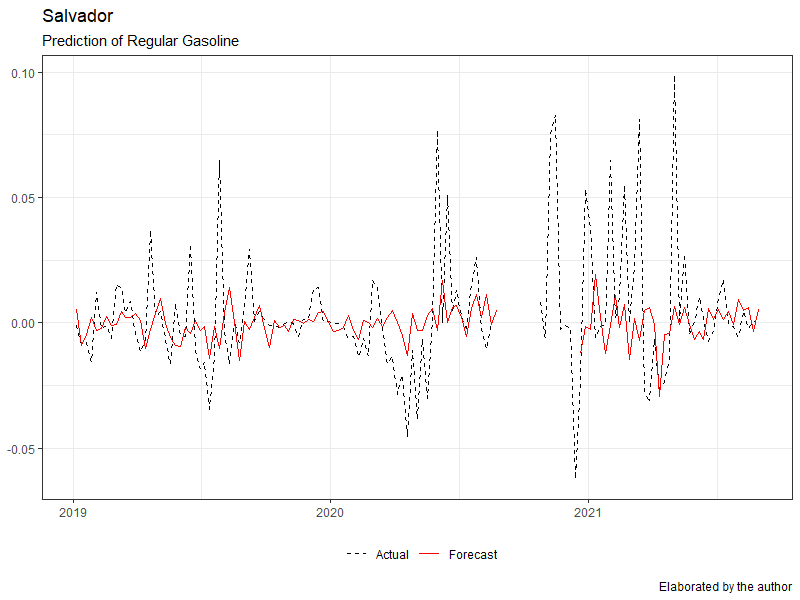 Salvador
Prediction of Regular Gasoline
0.10
0.05
0.00
-0.05
2019 2020 2021
Actual Forecast
Elaborated by the author